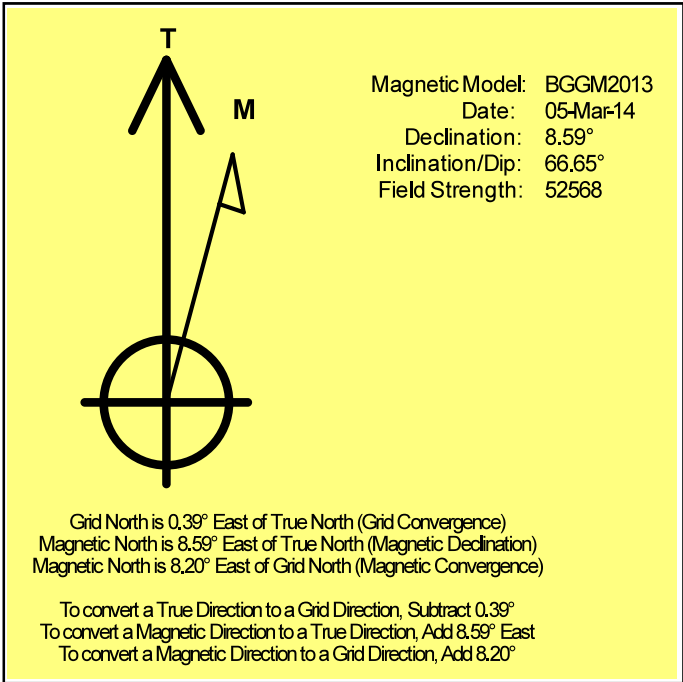 T
M
Magnetic Model: BGGM2013
Date: 05-Mar-14
Declination: 8.59°
Inclination/Dip: 66.65°
Field Strength: 52568
Grid North is 0.39° East of True North (Grid Convergence)
Magnetic North is 8.59° East of True North (Magnetic Declination)
Magnetic North is 8.20° East of Grid North (Magnetic Convergence)
To convert a True Direction to a Grid Direction, Subtract 0.39°
To convert a Magnetic Direction to a True Direction, Add 8.59° East
To convert a Magnetic Direction to a Grid Direction, Add 8.20°